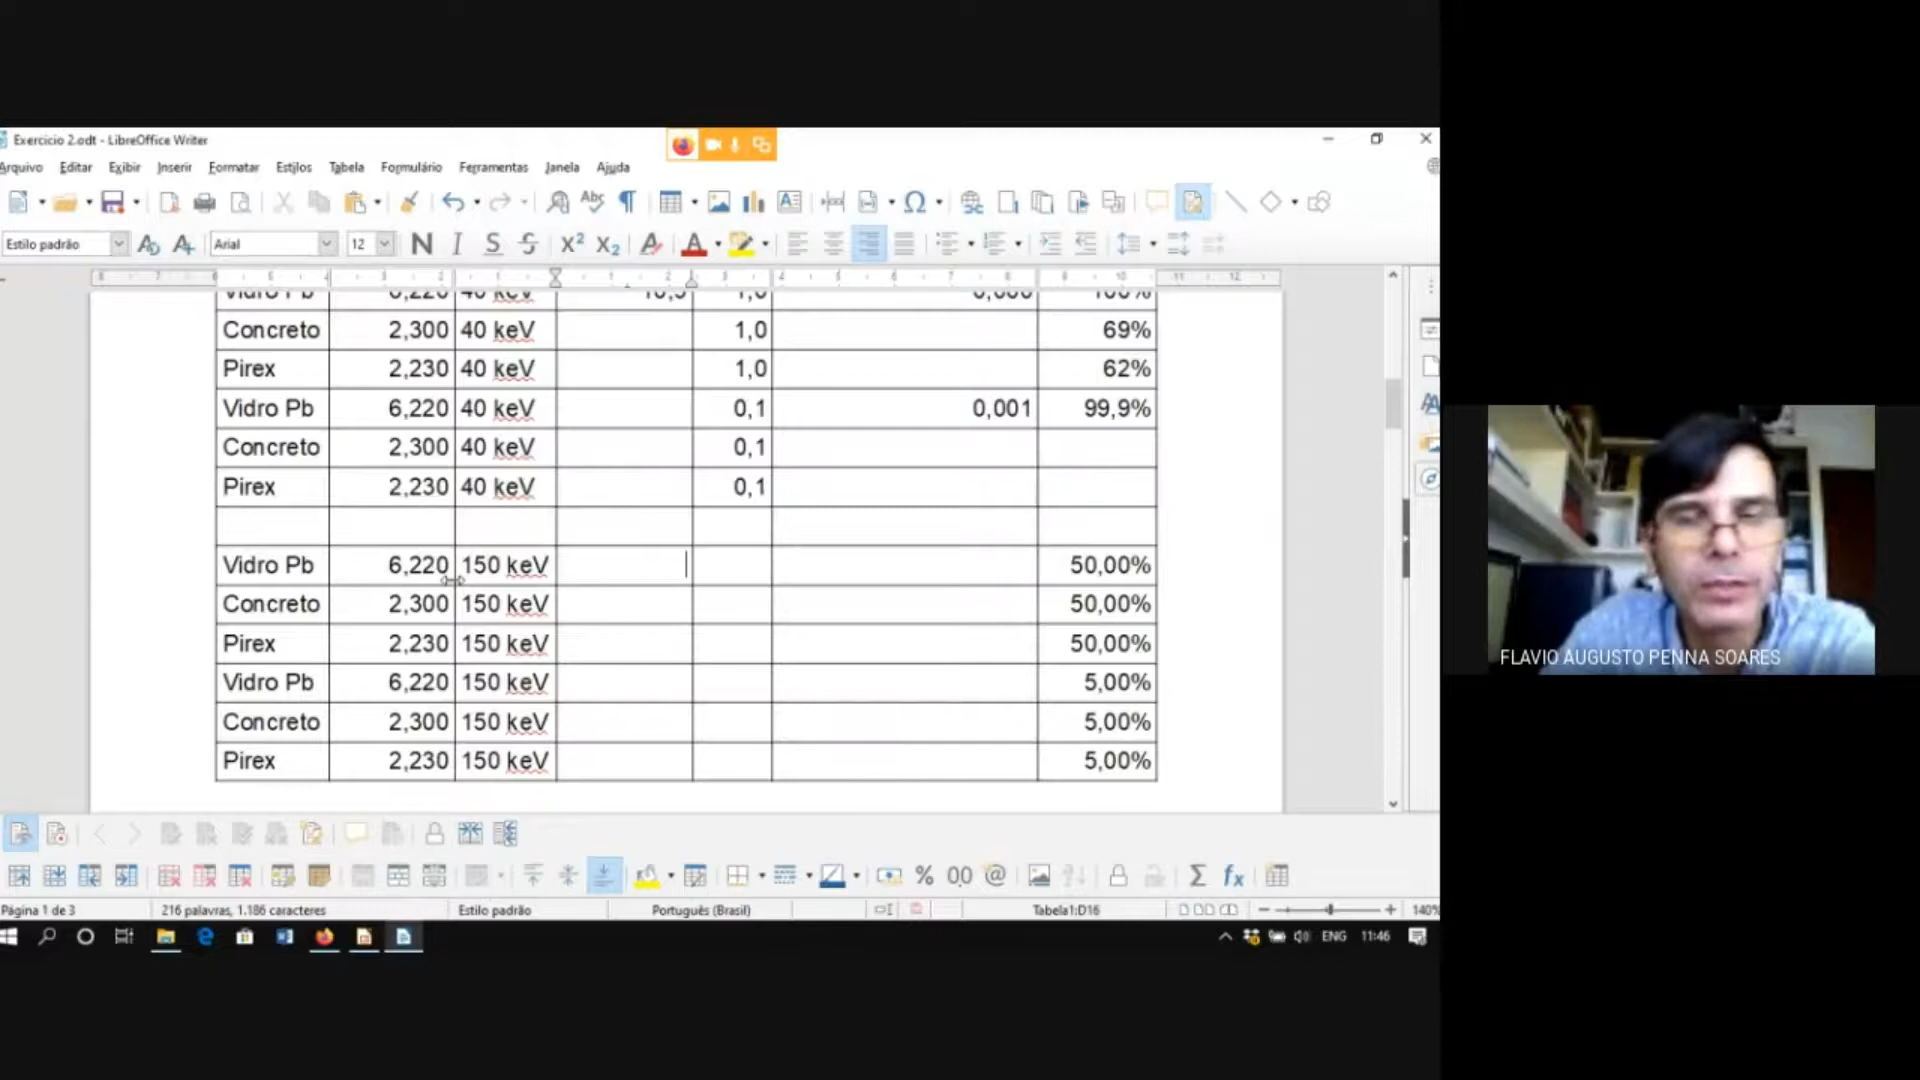 Exercicio 2.odt - LibreOffice Writer
Arquivo Editar Exibir Inserir Formatar Estilos Tabela Formulário Ferramentas Janela Ajuda
Estilo padrão Arial 12 N I S S X² X₂
Concreto 2,300 40 keV 1,0 69%
Pirex 2,230 40 keV 1,0 62%
Vidro Pb 6,220 40 keV 0,1 0,001 99,9%
Concreto 2,300 40 keV 0,1
Pirex 2,230 40 keV 0,1
Vidro Pb 6,220 150 keV 50,00%
Concreto 2,300 150 keV 50,00%
Pirex 2,230 150 keV 50,00%
Vidro Pb 6,220 150 keV 5,00%
Concreto 2,300 150 keV 5,00%
Pirex 2,230 150 keV 5,00%
FLAVIO AUGUSTO PENNA SOARES
Página 1 de 3 216 palavras, 1.186 caracteres Estilo padrão Português (Brasil) Tabela1:D16 140%
ENG 11:46